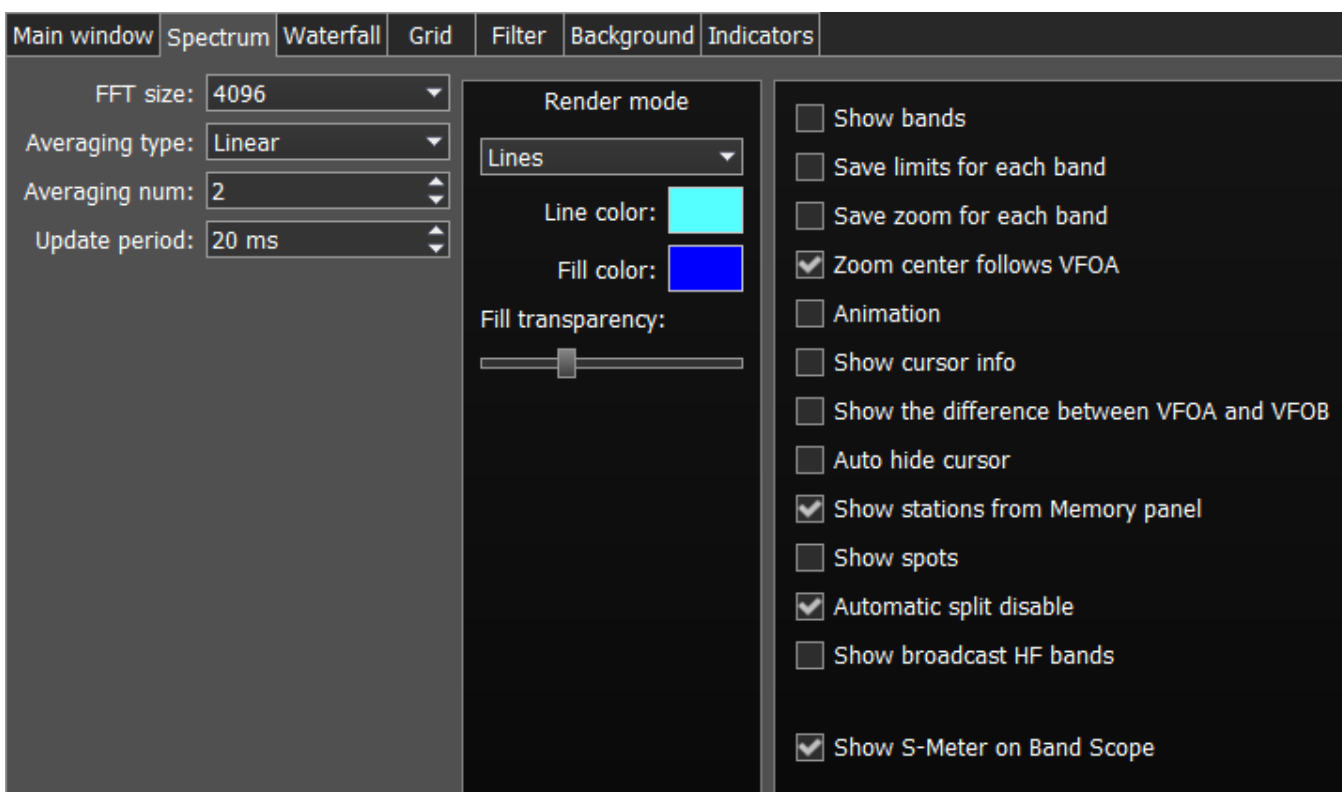 Main window Spectrum Waterfall Grid Filter Background Indicators
FFT size: 4096
Averaging type: Linear
Averaging num: 2
Update period: 20 ms
Render mode
Lines
Line color:
Fill color:
Fill transparency:
Show bands
Save limits for each band
Save zoom for each band
Zoom center follows VFOA
Animation
Show cursor info
Show the difference between VFOA and VFOB
Auto hide cursor
Show stations from Memory panel
Show spots
Automatic split disable
Show broadcast HF bands
Show S-Meter on Band Scope